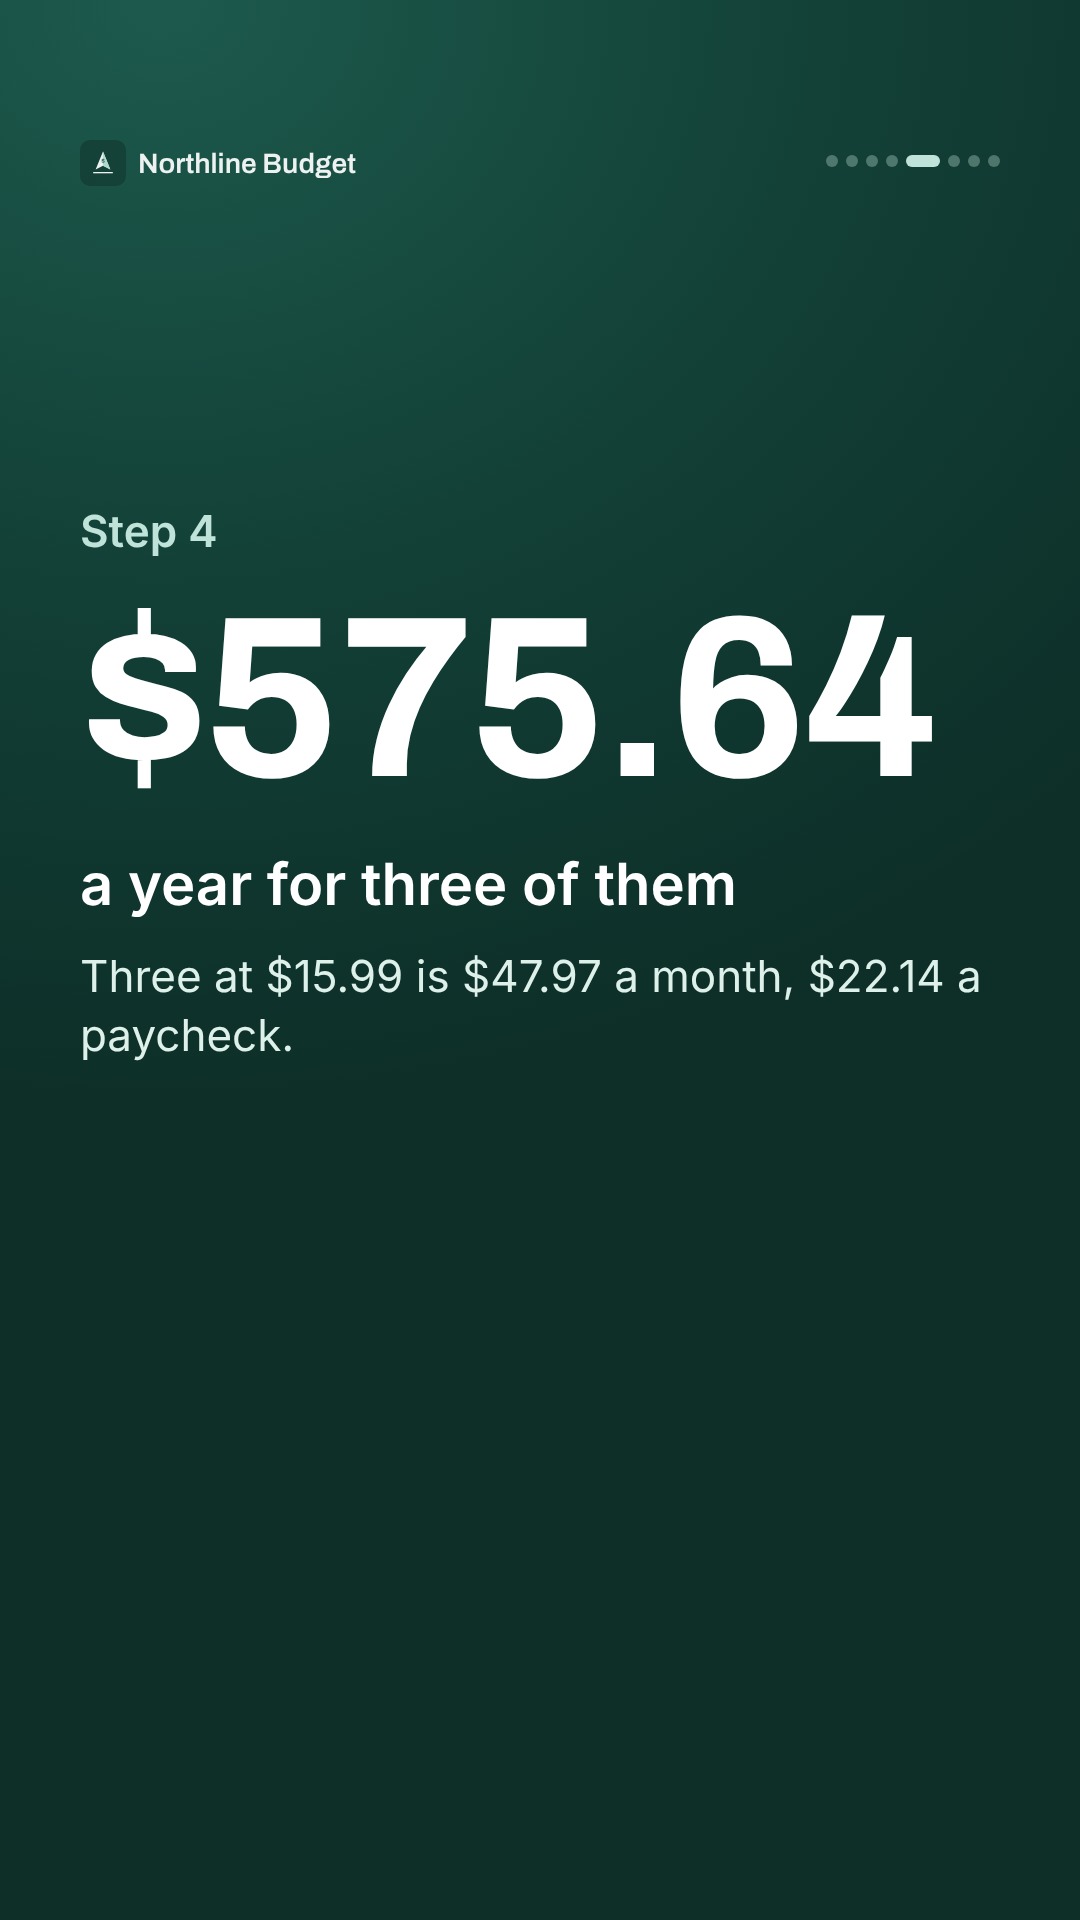 Northline Budget
Step 4
$575.64
a year for three of them
Three at $15.99 is $47.97 a month, $22.14 a
paycheck.